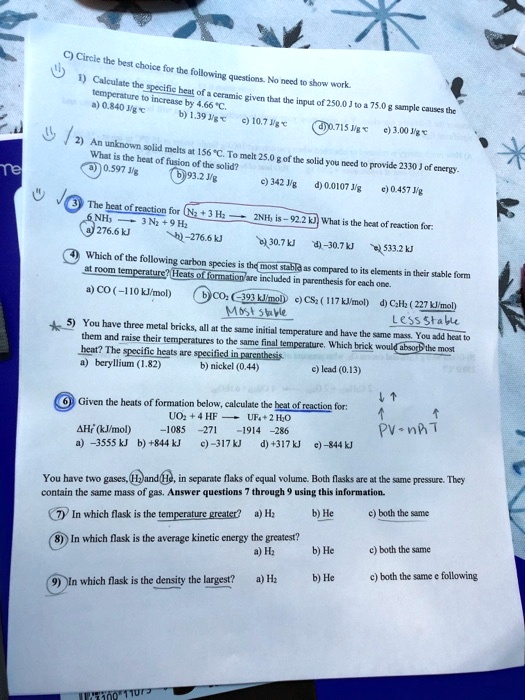 C) Circle the best choice for the following questions. No need to show work.
1) Calculate the specific heat of a ceramic given that the input of 250.0 J to a 75.0 g sample causes the
temperature to increase by 4.66 °C.
a) 0.840 J/g °C b) 1.39 J/g °C c) 10.7 J/g °C d) 0.715 J/g °C e) 3.00 J/g °C
2) An unknown solid melts at 156 °C. To melt 25.0 g of the solid you need to provide 2330 J of energy.
What is the heat of fusion of the solid?
a) 0.597 J/g b) 93.2 J/g c) 342 J/g d) 0.0107 J/g e) 0.457 J/g
3) The heat of reaction for N₂ + 3 H₂ → 2NH₃ is – 92.2 kJ What is the heat of reaction for:
6 NH₃ → 3 N₂ + 9 H₂
a) 276.6 kJ b) –276.6 kJ c) 30.7 kJ d) –30.7 kJ e) 533.2 kJ
4) Which of the following carbon species is the most stable as compared to its elements in their stable form
at room temperature? Heats of formation are included in parenthesis for each one.
a) CO (–110 kJ/mol) b) CO₂ (–393 kJ/mol) c) CS₂ (117 kJ/mol) d) C₂H₂ (227 kJ/mol)
Most stable Less stable
5) You have three metal bricks, all at the same initial temperature and have the same mass. You add heat to
them and raise their temperatures to the same final temperature. Which brick would absorb the most
heat? The specific heats are specified in parenthesis.
a) beryllium (1.82) b) nickel (0.44) c) lead (0.13)
6) Given the heats of formation below, calculate the heat of reaction for: ↓ ↑
UO₂ + 4 HF → UF₄ + 2 H₂O ↑ ↑
ΔHf° (kJ/mol) –1085 –271 –1914 –286 PV=nRT
a) –3555 kJ b) +844 kJ c) –317 kJ d) +317 kJ e) –844 kJ
You have two gases, H₂ and He, in separate flaks of equal volume. Both flasks are at the same pressure. They
contain the same mass of gas. Answer questions 7 through 9 using this information.
7) In which flask is the temperature greater? a) H₂ b) He c) both the same
8) In which flask is the average kinetic energy the greatest?
a) H₂ b) He c) both the same
9) In which flask is the density the largest? a) H₂ b) He c) both the same e following